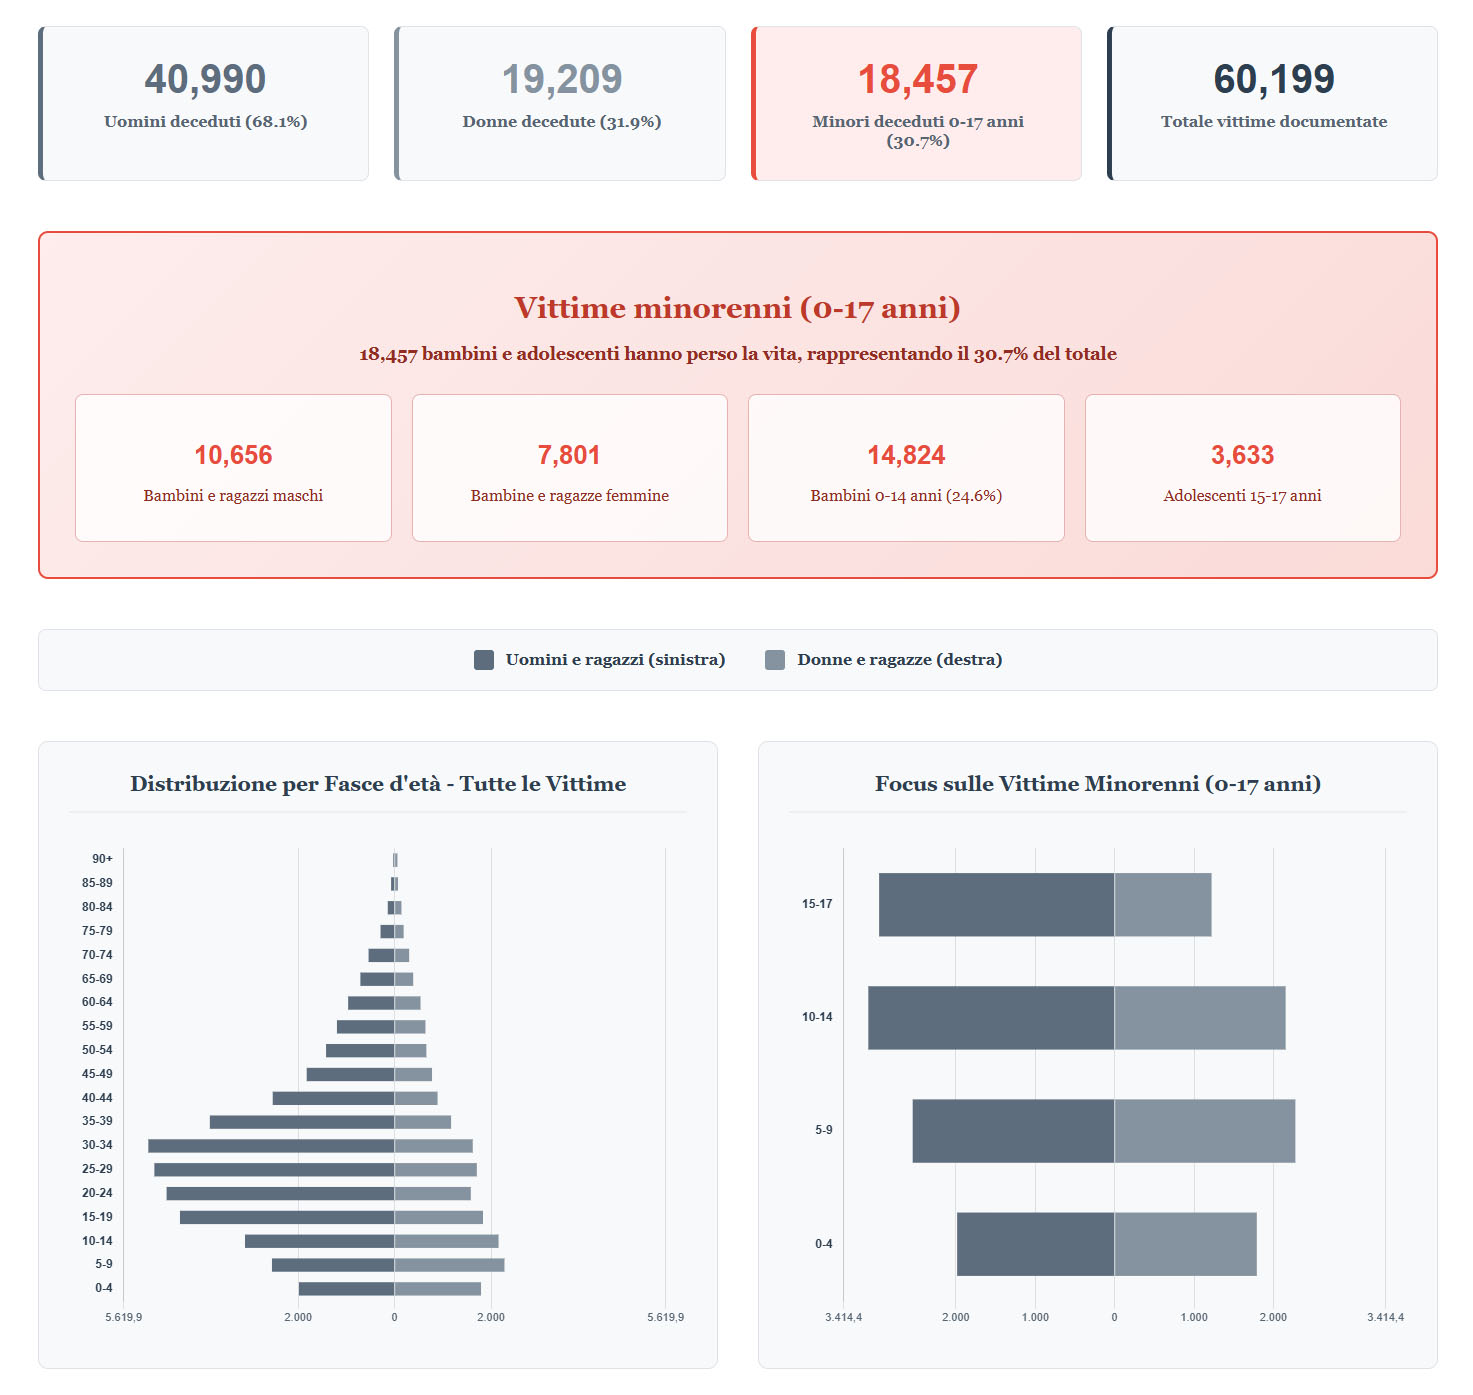 40,990
Uomini deceduti (68.1%)
19,209
Donne decedute (31.9%)
18,457
Minori deceduti 0-17 anni
(30.7%)
60,199
Totale vittime documentate
Vittime minorenni (0-17 anni)
18,457 bambini e adolescenti hanno perso la vita, rappresentando il 30.7% del totale
10,656
Bambini e ragazzi maschi
7,801
Bambine e ragazze femmine
14,824
Bambini 0-14 anni (24.6%)
3,633
Adolescenti 15-17 anni
Uomini e ragazzi (sinistra)
Donne e ragazze (destra)
Distribuzione per Fasce d'età - Tutte le Vittime
90+
85-89
80-84
75-79
70-74
65-69
60-64
55-59
50-54
45-49
40-44
35-39
30-34
25-29
20-24
15-19
10-14
5-9
0-4
5.619,9 2.000 0 2.000 5.619,9
Focus sulle Vittime Minorenni (0-17 anni)
15-17
10-14
5-9
0-4
3.414,4 2.000 1.000 0 1.000 2.000 3.414,4